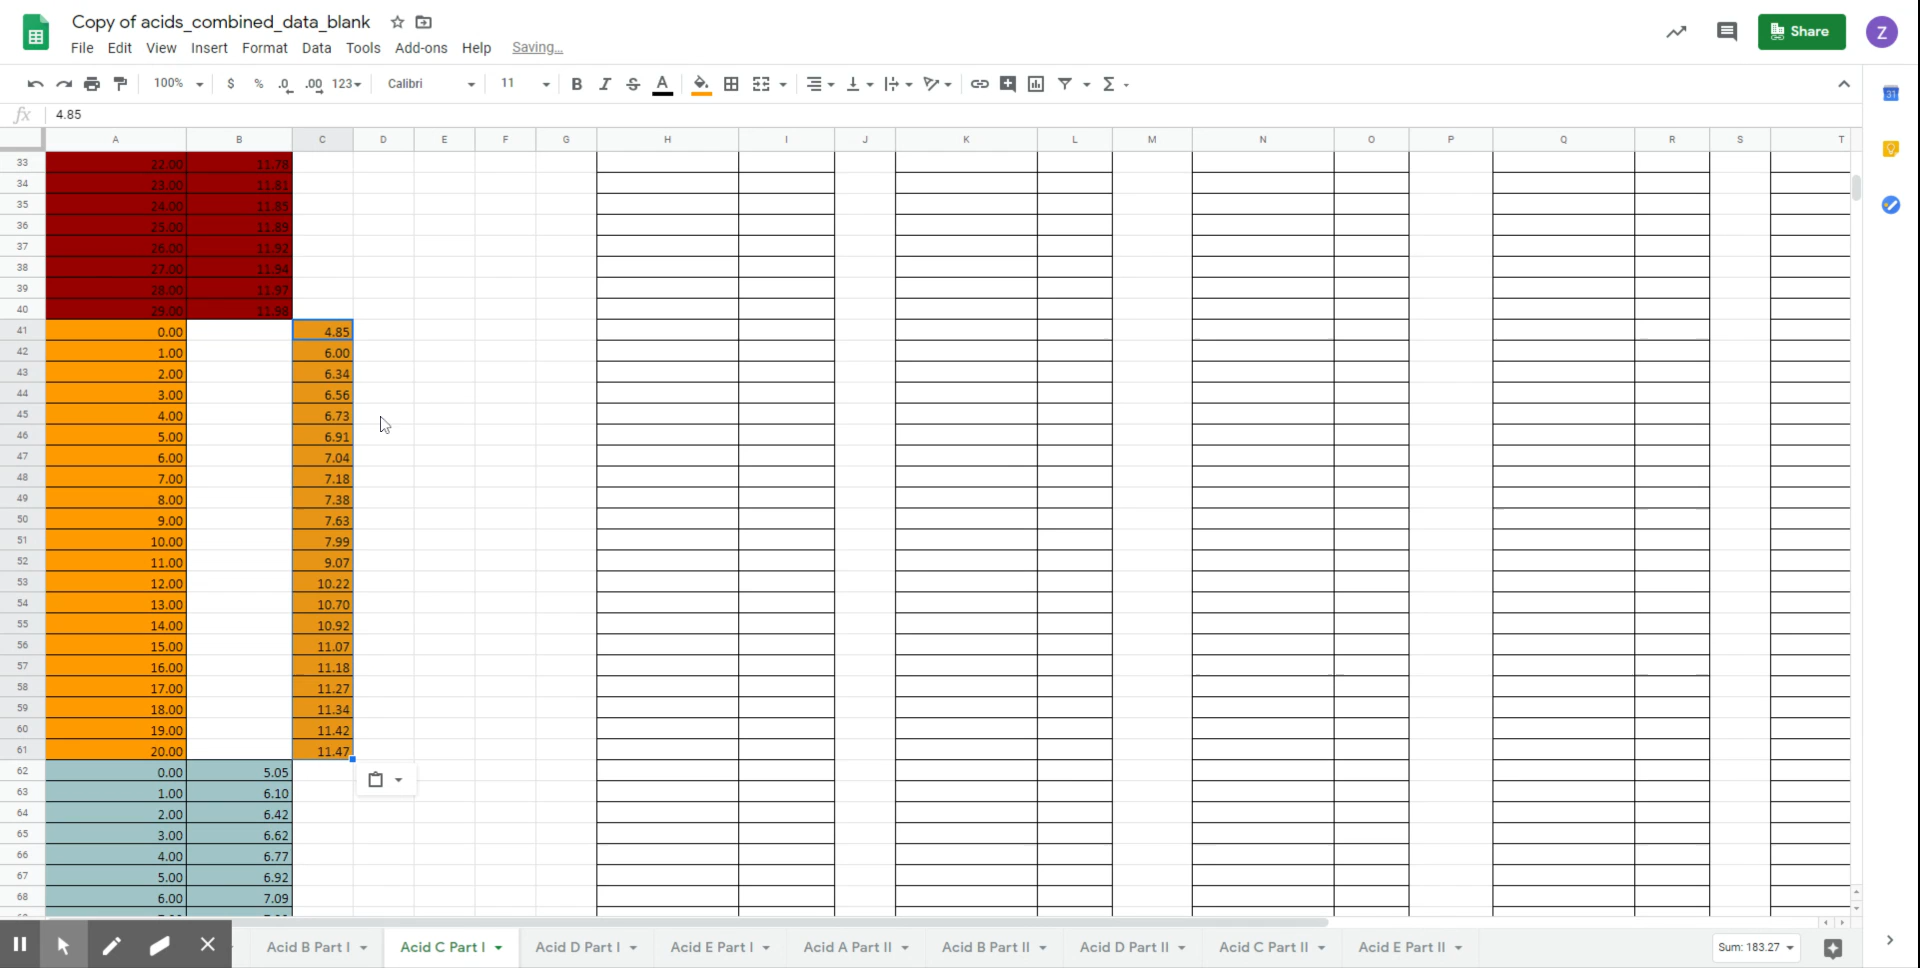 Copy of acids_combined_data_blank
File Edit View Insert Format Data Tools Add-ons Help Saving...
Share
Z
100% $ % .0 .00 123 Calibri 11 B I S A Σ
31
fx 4.85
A B C D E F G H I J K L M N O P Q R S T
33 22.00 11.78
34 23.00 11.81
35 24.00 11.85
36 25.00 11.89
37 26.00 11.92
38 27.00 11.94
39 28.00 11.97
40 29.00 11.98
41 0.00 4.85
42 1.00 6.00
43 2.00 6.34
44 3.00 6.56
45 4.00 6.73
46 5.00 6.91
47 6.00 7.04
48 7.00 7.18
49 8.00 7.38
50 9.00 7.63
51 10.00 7.99
52 11.00 9.07
53 12.00 10.22
54 13.00 10.70
55 14.00 10.92
56 15.00 11.07
57 16.00 11.18
58 17.00 11.27
59 18.00 11.34
60 19.00 11.42
61 20.00 11.47
62 0.00 5.05
63 1.00 6.10
64 2.00 6.42
65 3.00 6.62
66 4.00 6.77
67 5.00 6.92
68 6.00 7.09
Acid B Part I Acid C Part I Acid D Part I Acid E Part I Acid A Part II Acid B Part II Acid D Part II Acid C Part II Acid E Part II Sum: 183.27